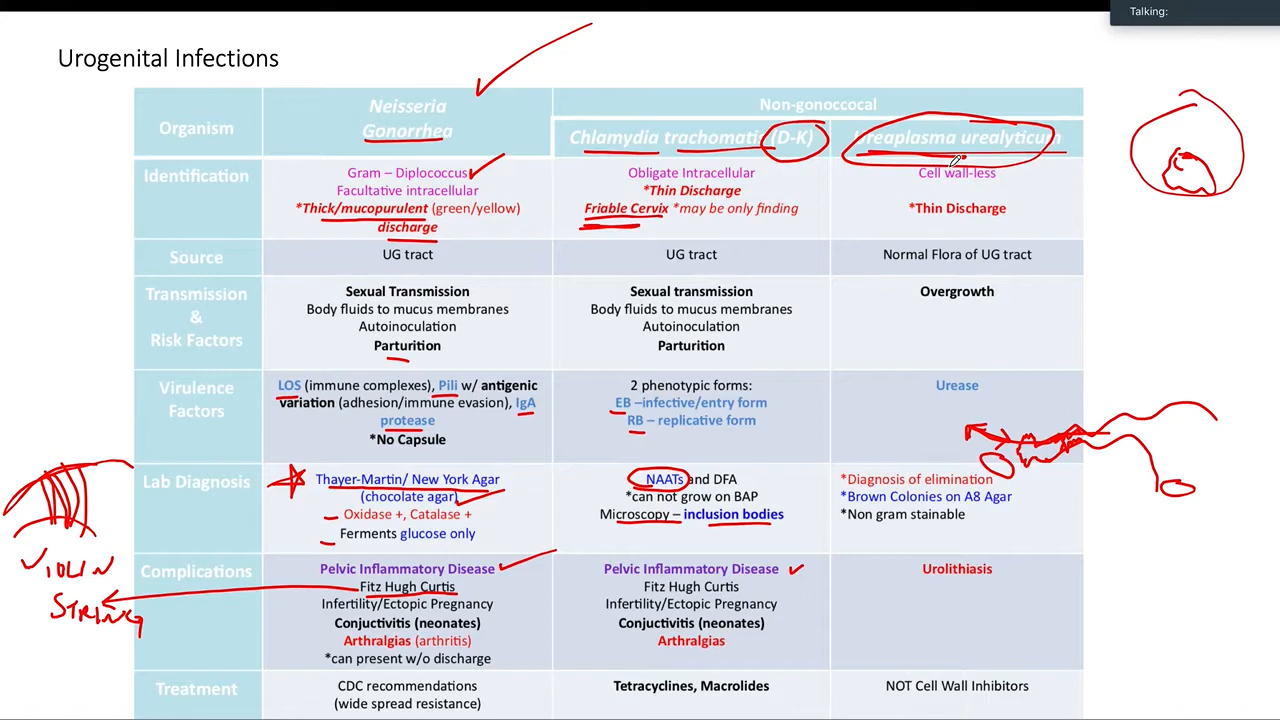 Talking:
Urogenital Infections
Organism
Neisseria
Gonorrhea
Non-gonoccocal
Chlamydia trachomatis (D-K)
Ureaplasma urealyticum
Identification
Gram – Diplococcus
Facultative intracellular
*Thick/mucopurulent (green/yellow)
discharge
Obligate Intracellular
*Thin Discharge
Friable Cervix *may be only finding
Cell wall-less
*Thin Discharge
Source
UG tract
UG tract
Normal Flora of UG tract
Transmission
&
Risk Factors
Sexual Transmission
Body fluids to mucus membranes
Autoinoculation
Parturition
Sexual transmission
Body fluids to mucus membranes
Autoinoculation
Parturition
Overgrowth
Virulence
Factors
LOS (immune complexes), Pili w/ antigenic
variation (adhesion/immune evasion), IgA
protease
*No Capsule
2 phenotypic forms:
EB –infective/entry form
RB – replicative form
Urease
Lab Diagnosis
Thayer-Martin/ New York Agar
(chocolate agar)
Oxidase +, Catalase +
Ferments glucose only
NAATs and DFA
*can not grow on BAP
Microscopy – inclusion bodies
*Diagnosis of elimination
*Brown Colonies on A8 Agar
*Non gram stainable
Complications
Pelvic Inflammatory Disease
Fitz Hugh Curtis
Infertility/Ectopic Pregnancy
Conjuctivitis (neonates)
Arthralgias (arthritis)
*can present w/o discharge
Pelvic Inflammatory Disease
Fitz Hugh Curtis
Infertility/Ectopic Pregnancy
Conjuctivitis (neonates)
Arthralgias
Urolithiasis
Treatment
CDC recommendations
(wide spread resistance)
Tetracyclines, Macrolides
NOT Cell Wall Inhibitors
VIOLIN
STRING